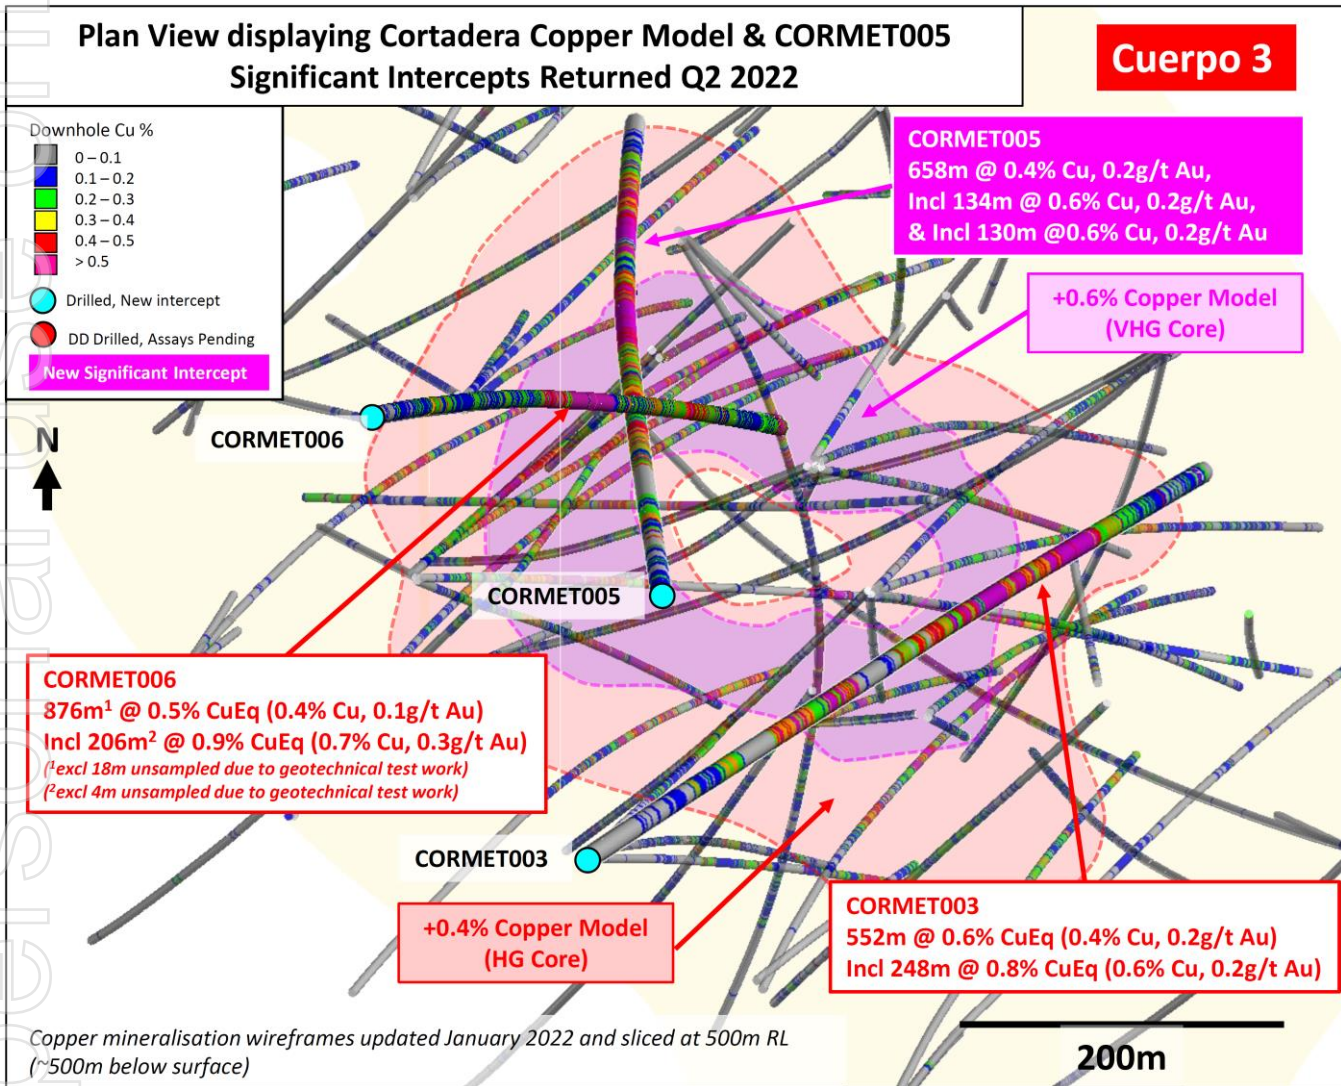 Plan View displaying Cortadera Copper Model & CORMET005
Significant Intercepts Returned Q2 2022
Cuerpo 3
Downhole Cu %
0 – 0.1
0.1 – 0.2
0.2 – 0.3
0.3 – 0.4
0.4 – 0.5
> 0.5
Drilled, New intercept
DD Drilled, Assays Pending
New Significant Intercept
N
CORMET005
658m @ 0.4% Cu, 0.2g/t Au,
Incl 134m @ 0.6% Cu, 0.2g/t Au,
& Incl 130m @0.6% Cu, 0.2g/t Au
+0.6% Copper Model
(VHG Core)
CORMET006
CORMET005
CORMET006
876m¹ @ 0.5% CuEq (0.4% Cu, 0.1g/t Au)
Incl 206m² @ 0.9% CuEq (0.7% Cu, 0.3g/t Au)
(¹excl 18m unsampled due to geotechnical test work)
(²excl 4m unsampled due to geotechnical test work)
CORMET003
+0.4% Copper Model
(HG Core)
CORMET003
552m @ 0.6% CuEq (0.4% Cu, 0.2g/t Au)
Incl 248m @ 0.8% CuEq (0.6% Cu, 0.2g/t Au)
Copper mineralisation wireframes updated January 2022 and sliced at 500m RL
(~500m below surface)
200m